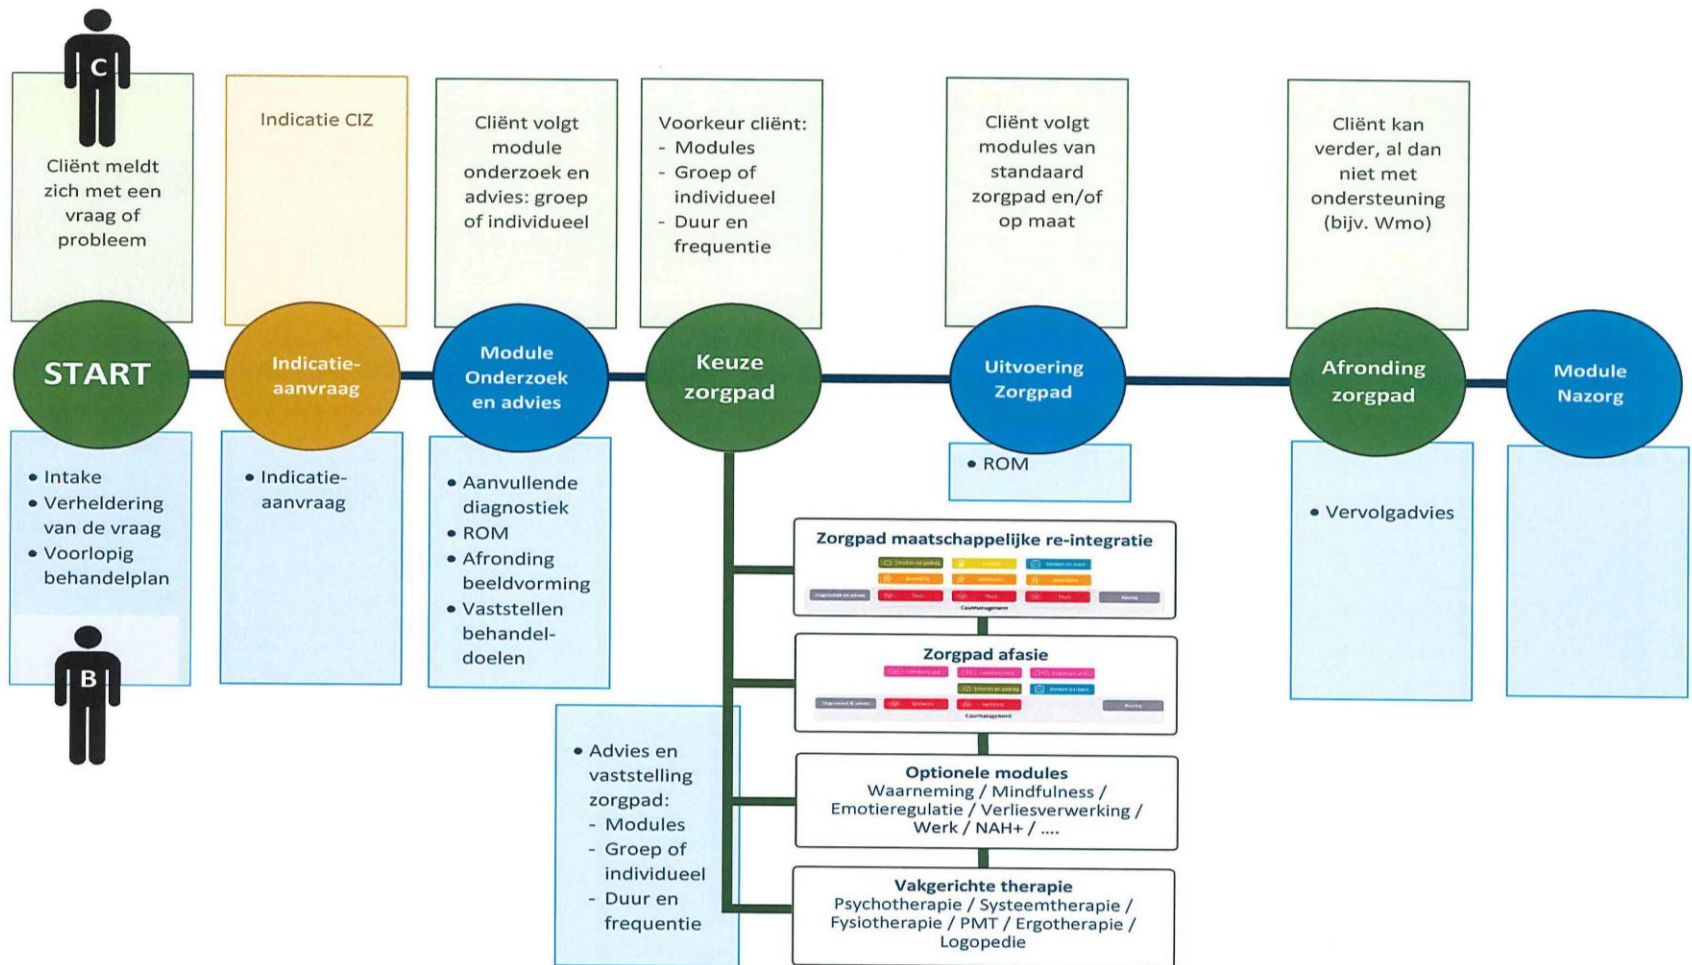 C
Cliënt meldt
zich met een
vraag of
probleem
Indicatie CIZ
Cliënt volgt
module
onderzoek en
advies: groep
of individueel
Voorkeur cliënt:
- Modules
- Groep of
individueel
- Duur en
frequentie
Cliënt volgt
modules van
standaard
zorgpad en/of
op maat
Cliënt kan
verder, al dan
niet met
ondersteuning
(bijv. Wmo)
START
Indicatie-
aanvraag
Module
Onderzoek
en advies
Keuze
zorgpad
Uitvoering
Zorgpad
Afronding
zorgpad
Module
Nazorg
• Intake
• Verheldering
van de vraag
• Voorlopig
behandelplan
B
• Indicatie-
aanvraag
• Aanvullende
diagnostiek
• ROM
• Afronding
beeldvorming
• Vaststellen
behandel-
doelen
• Advies en
vaststelling
zorgpad:
- Modules
- Groep of
individueel
- Duur en
frequentie
• ROM
Zorgpad maatschappelijke re-integratie
Casemanagement
Zorgpad afasie
Casemanagement
Optionele modules
Waarneming / Mindfulness /
Emotieregulatie / Verliesverwerking /
Werk / NAH+ / ....
Vakgerichte therapie
Psychotherapie / Systeemtherapie /
Fysiotherapie / PMT / Ergotherapie /
Logopedie
• Vervolgadvies